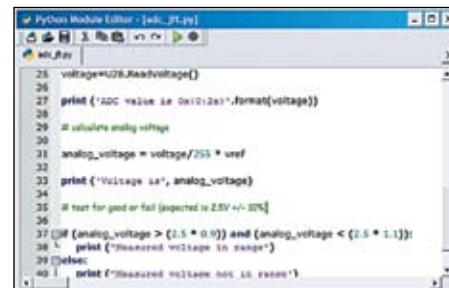 Python Module Editor - [adc_jtt.py]
25 voltage=U28.ReadVoltage()
26
27 print ('ADC value is 0x{0:2x}'.format(voltage))
28
29 # calculate analog voltage
30
31 analog_voltage = voltage/255 * vref
32
33 print ("Voltage is", analog_voltage)
34
35 # test for good or fail (expected is 2.5V +/- 10%)
36
37 if (analog_voltage > (2.5 * 0.9)) and (analog_voltage < (2.5 * 1.1)):
38 print ("Measured voltage in range")
39 else:
40 print ("Measured voltage not in range")